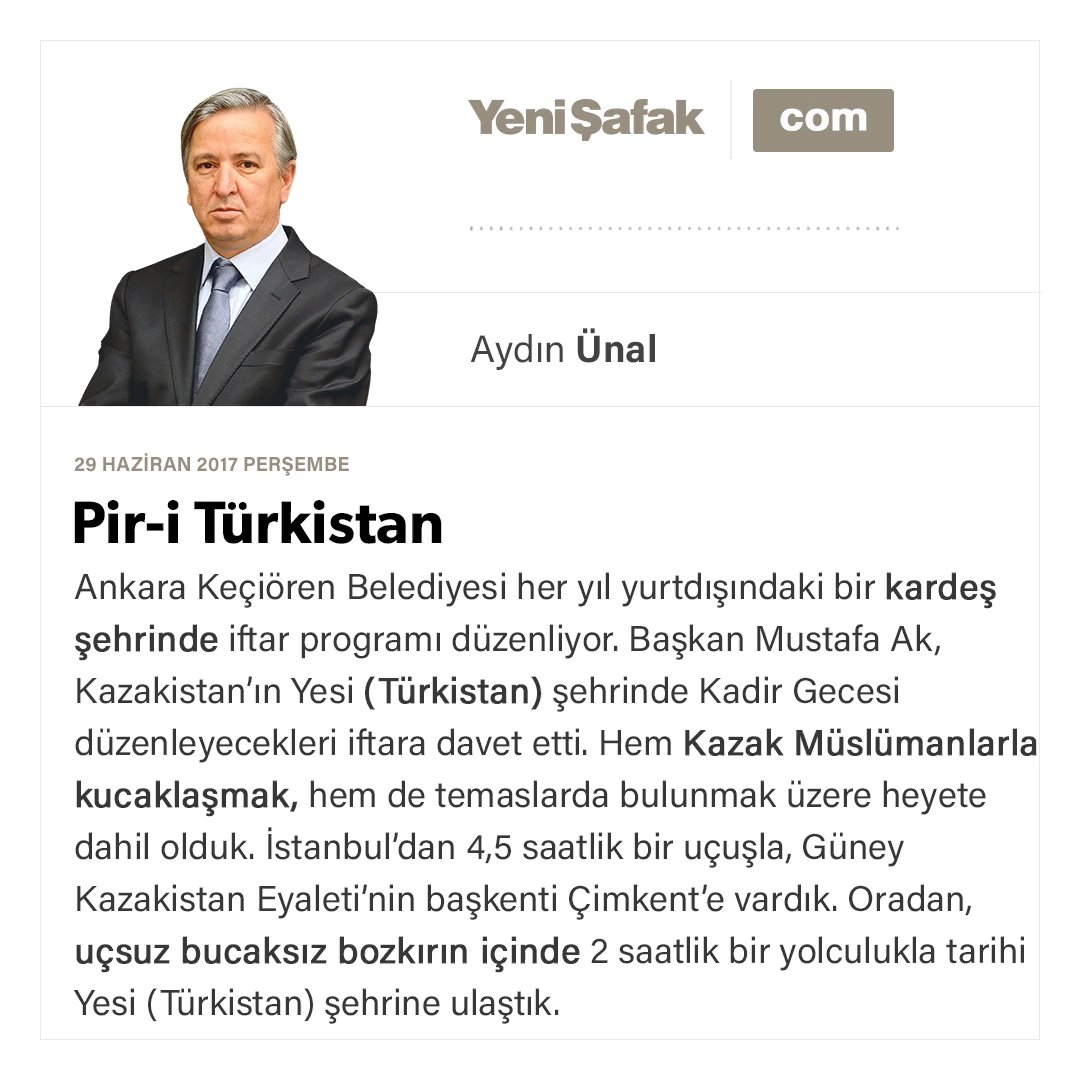 YeniŞafak
com
Aydın Ünal
29 HAZİRAN 2017 PERŞEMBE
Pir-i Türkistan
Ankara Keçiören Belediyesi her yıl yurtdışındaki bir kardeş
şehrinde iftar programı düzenliyor. Başkan Mustafa Ak,
Kazakistan’ın Yesi (Türkistan) şehrinde Kadir Gecesi
düzenleyecekleri iftara davet etti. Hem Kazak Müslümanlarla
kucaklaşmak, hem de temaslarda bulunmak üzere heyete
dahil olduk. İstanbul’dan 4,5 saatlik bir uçuşla, Güney
Kazakistan Eyaleti’nin başkenti Çimkent’e vardık. Oradan,
uçsuz bucaksız bozkırın içinde 2 saatlik bir yolculukla tarihi
Yesi (Türkistan) şehrine ulaştık.